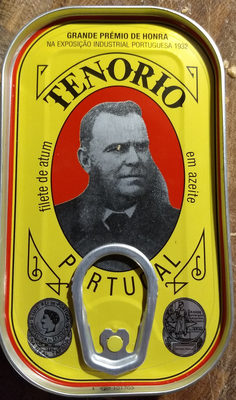 GRANDE PRÉMIO DE HONRA
NA EXPOSIÇÃO INDUSTRIAL PORTUGUESA 1932
TENORIO
filete de atum
em azeite
PORTUGAL